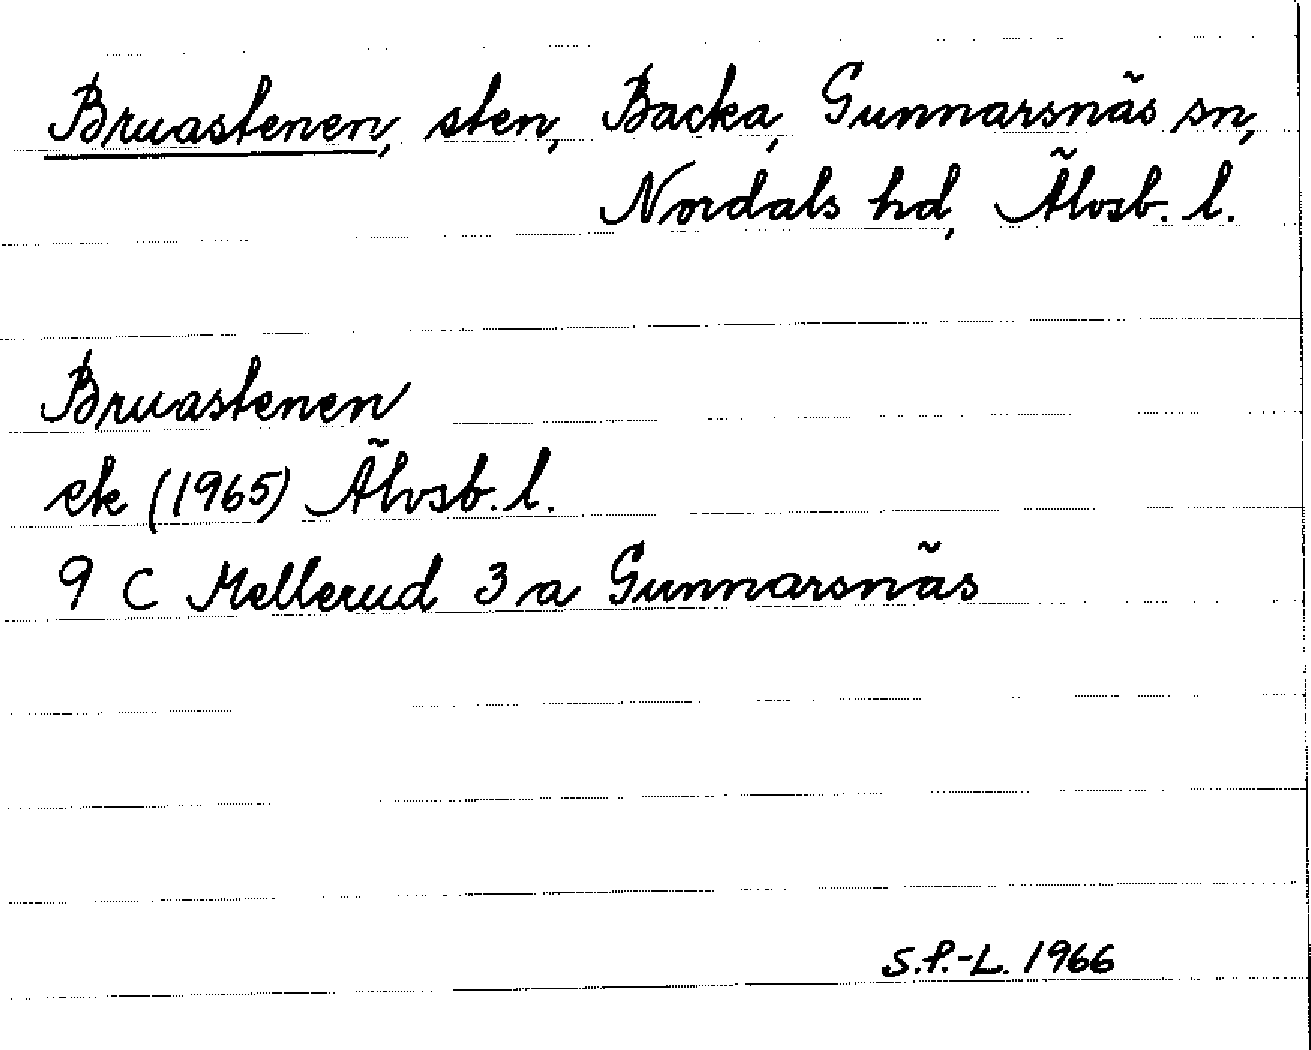 Bruastenen, sten, Backa, Gunnarsnäs sn,
Nordals hd, Älvsb. l.
Bruastenen
ek (1965) Älvsb. l.
9 C Mellerud 3 a Gunnarsnäs
S.P.-L. 1966